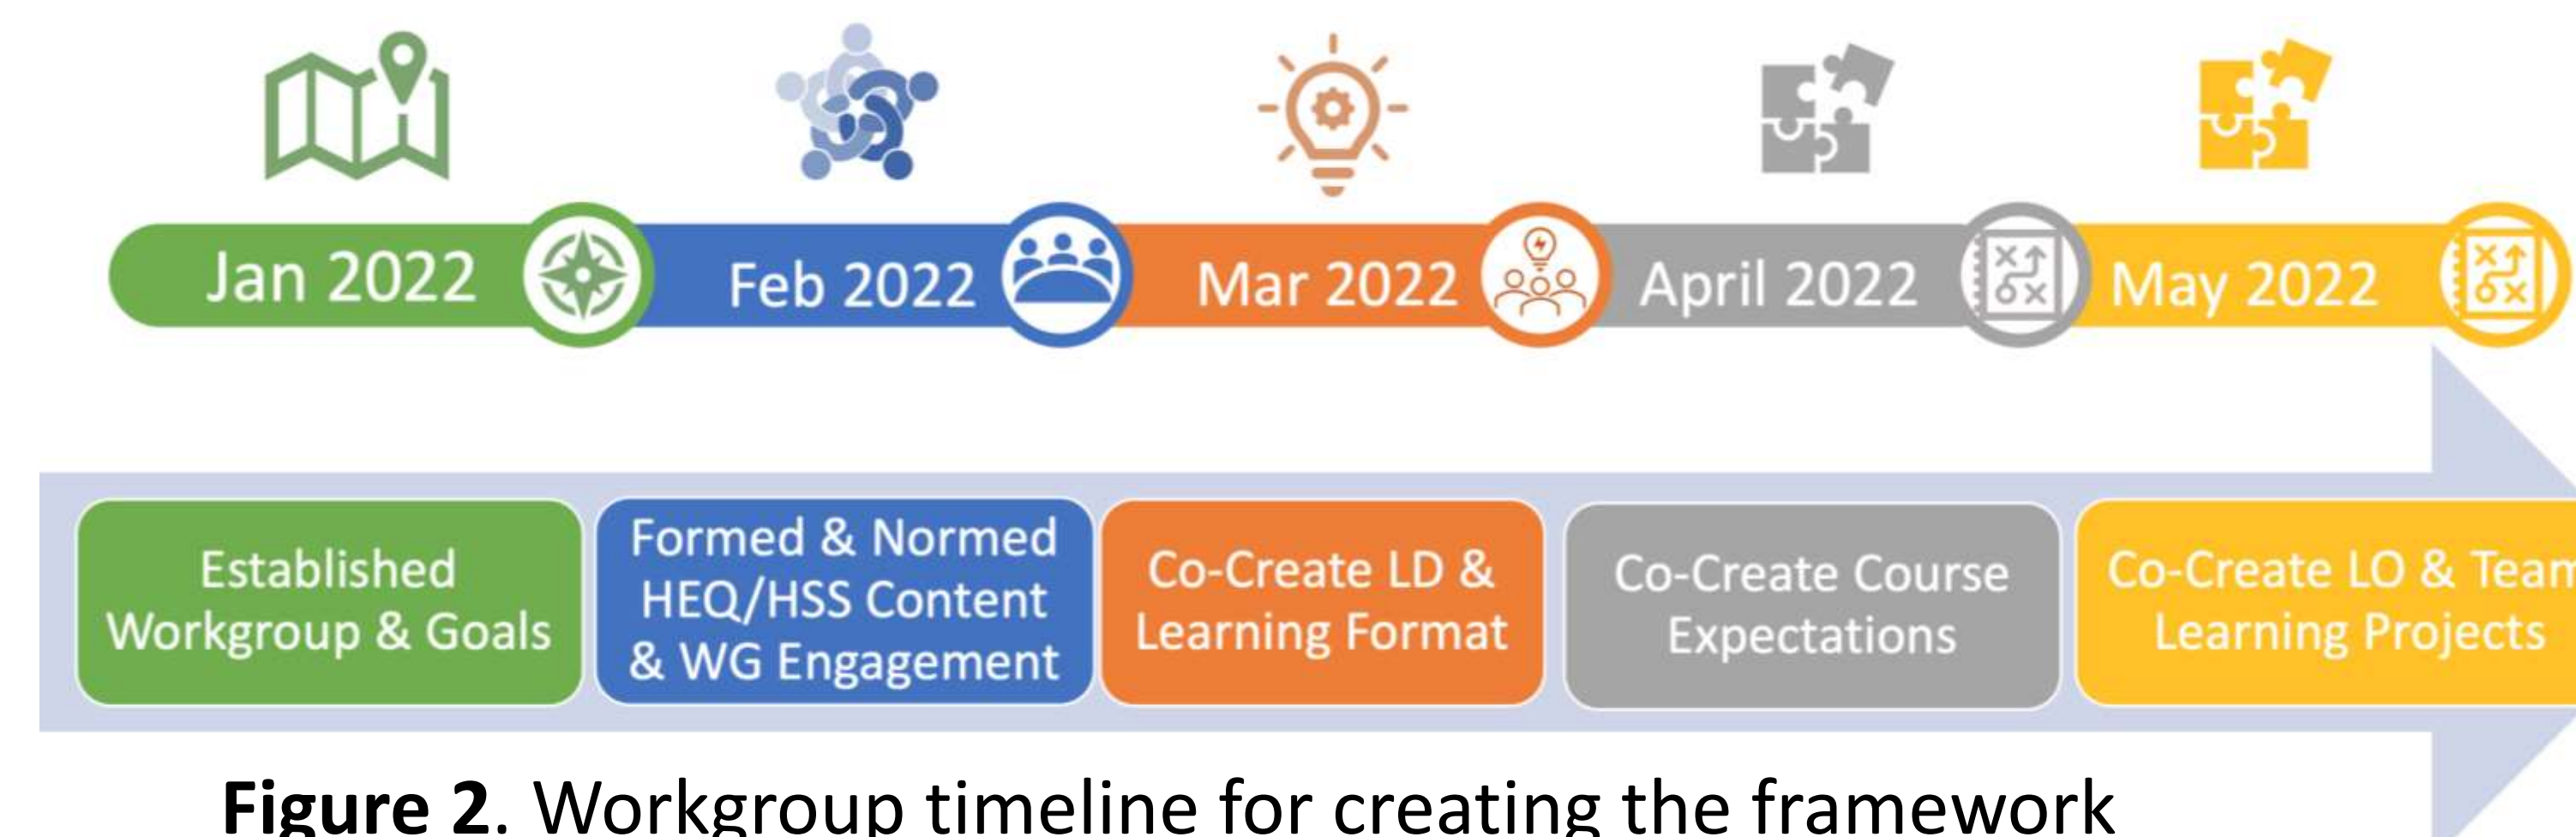 Jan 2022
Feb 2022
Mar 2022
April 2022
May 2022
Established
Workgroup & Goals
Formed & Normed
HEQ/HSS Content
& WG Engagement
Co-Create LD &
Learning Format
Co-Create Course
Expectations
Co-Create LO & Team
Learning Projects
Figure 2. Workgroup timeline for creating the framework